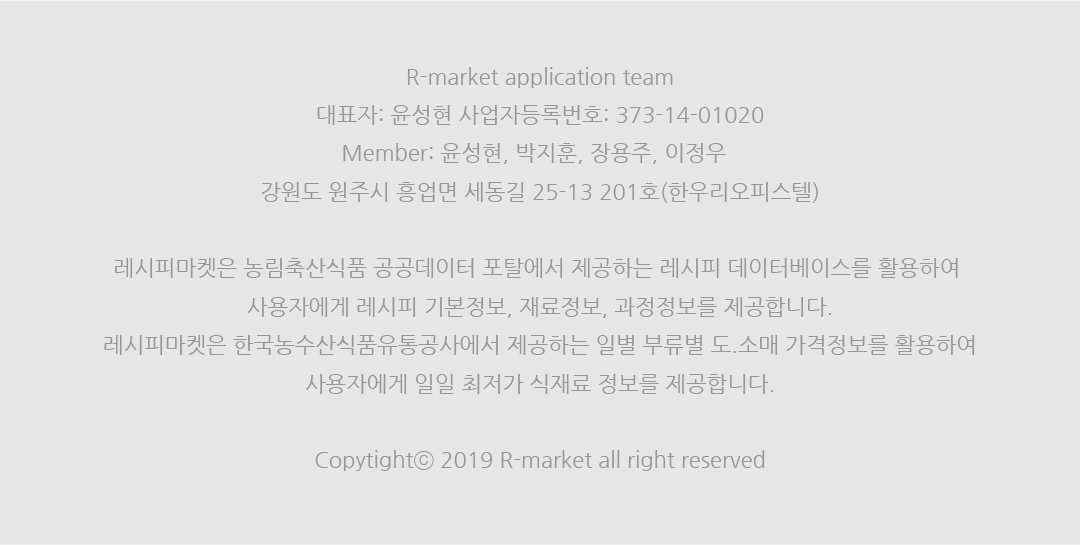 R-market application team
대표자: 윤성현 사업자등록번호: 373-14-01020
Member: 윤성현, 박지훈, 장용주, 이정우
강원도 원주시 흥업면 세동길 25-13 201호(한우리오피스텔)
레시피마켓은 농림축산식품 공공데이터 포탈에서 제공하는 레시피 데이터베이스를 활용하여
사용자에게 레시피 기본정보, 재료정보, 과정정보를 제공합니다.
레시피마켓은 한국농수산식품유통공사에서 제공하는 일별 부류별 도.소매 가격정보를 활용하여
사용자에게 일일 최저가 식재료 정보를 제공합니다.
Copytightⓒ 2019 R-market all right reserved